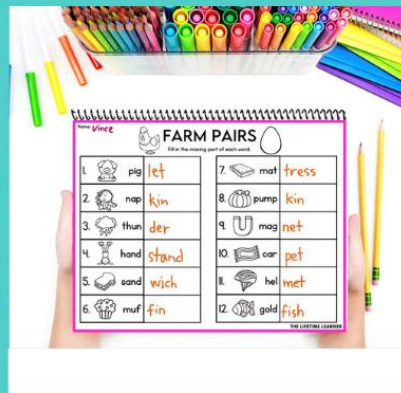 Name: Vince
FARM PAIRS
Fill in the missing part of each word.
1. pig let
2. nap kin
3. thun der
4. hand stand
5. sand wich
6. muf fin
7. mat tress
8. pump kin
9. mag net
10. car pet
11. hel met
12. gold fish
THE LIFETIME LEARNER